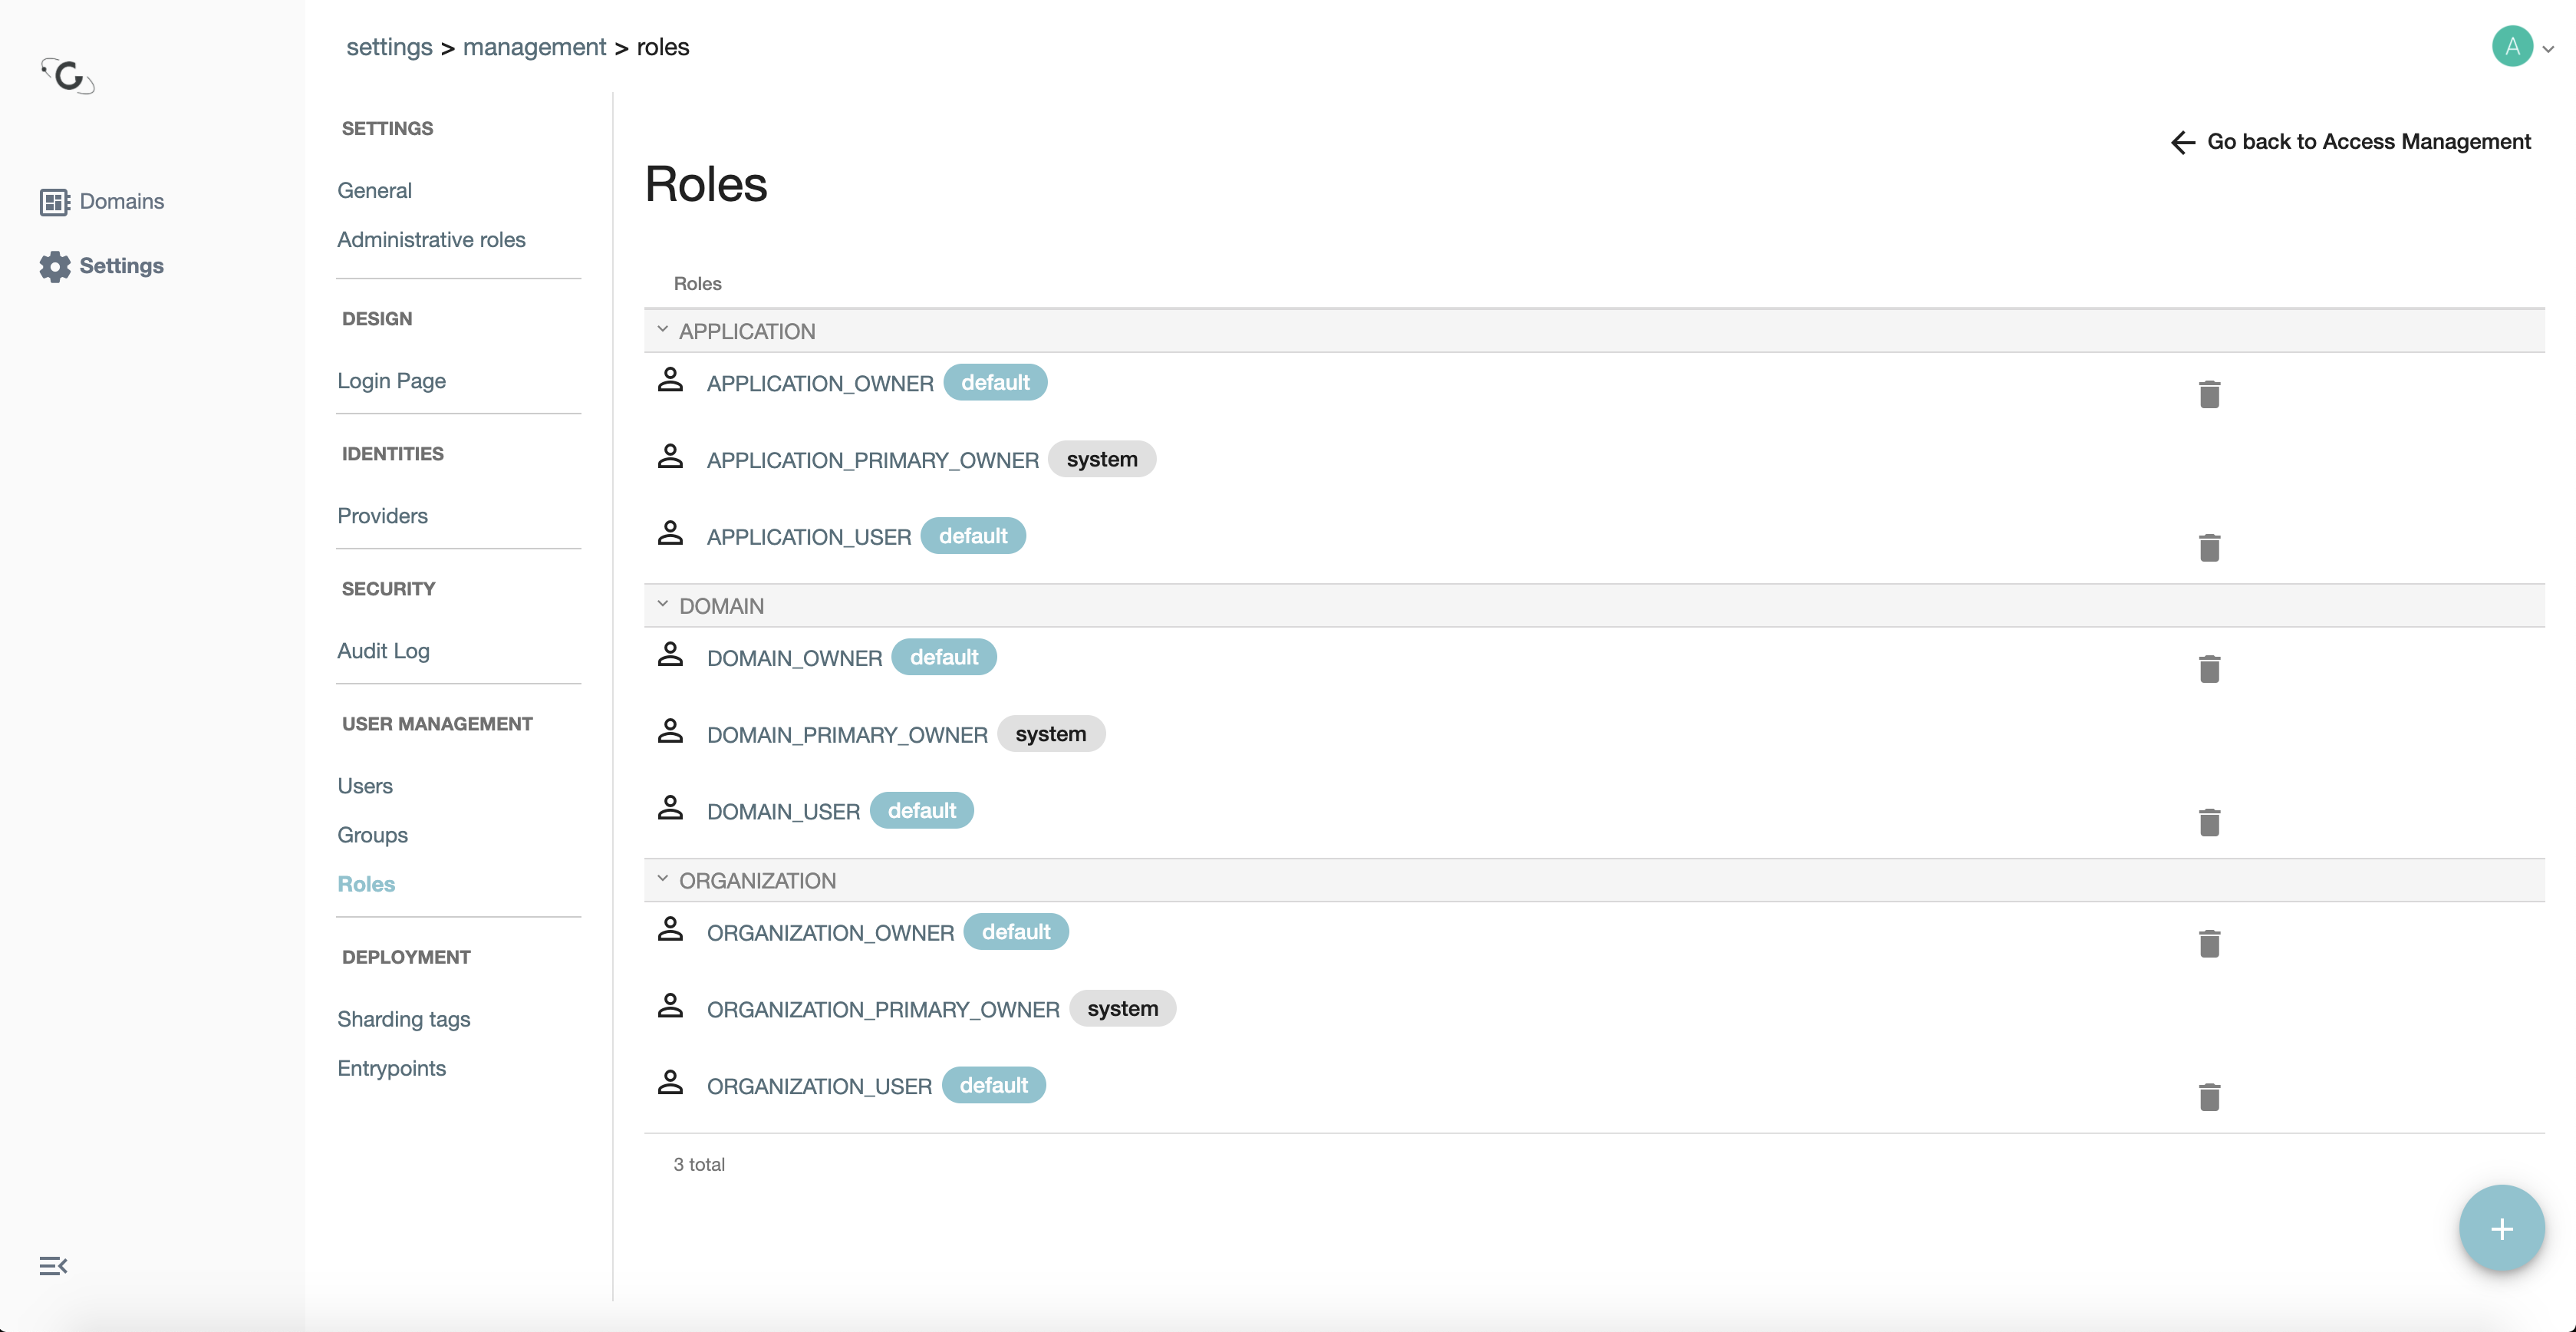 settings > management > roles
A
Domains
Settings
SETTINGS
General
Administrative roles
DESIGN
Login Page
IDENTITIES
Providers
SECURITY
Audit Log
USER MANAGEMENT
Users
Groups
Roles
DEPLOYMENT
Sharding tags
Entrypoints
Go back to Access Management
Roles
Roles
APPLICATION
APPLICATION_OWNER default
APPLICATION_PRIMARY_OWNER system
APPLICATION_USER default
DOMAIN
DOMAIN_OWNER default
DOMAIN_PRIMARY_OWNER system
DOMAIN_USER default
ORGANIZATION
ORGANIZATION_OWNER default
ORGANIZATION_PRIMARY_OWNER system
ORGANIZATION_USER default
3 total